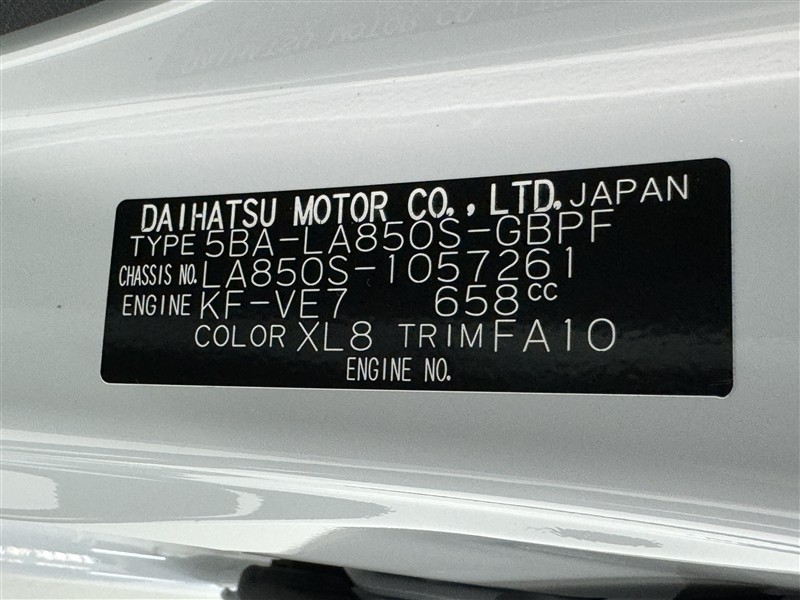 DAIHATSU MOTOR CO., LTD. JAPAN
TYPE 5BA-LA850S-GBPF
CHASSIS NO. LA850S-1057261
ENGINE KF-VE7 658CC
COLOR XL8 TRIM FA10
ENGINE NO.